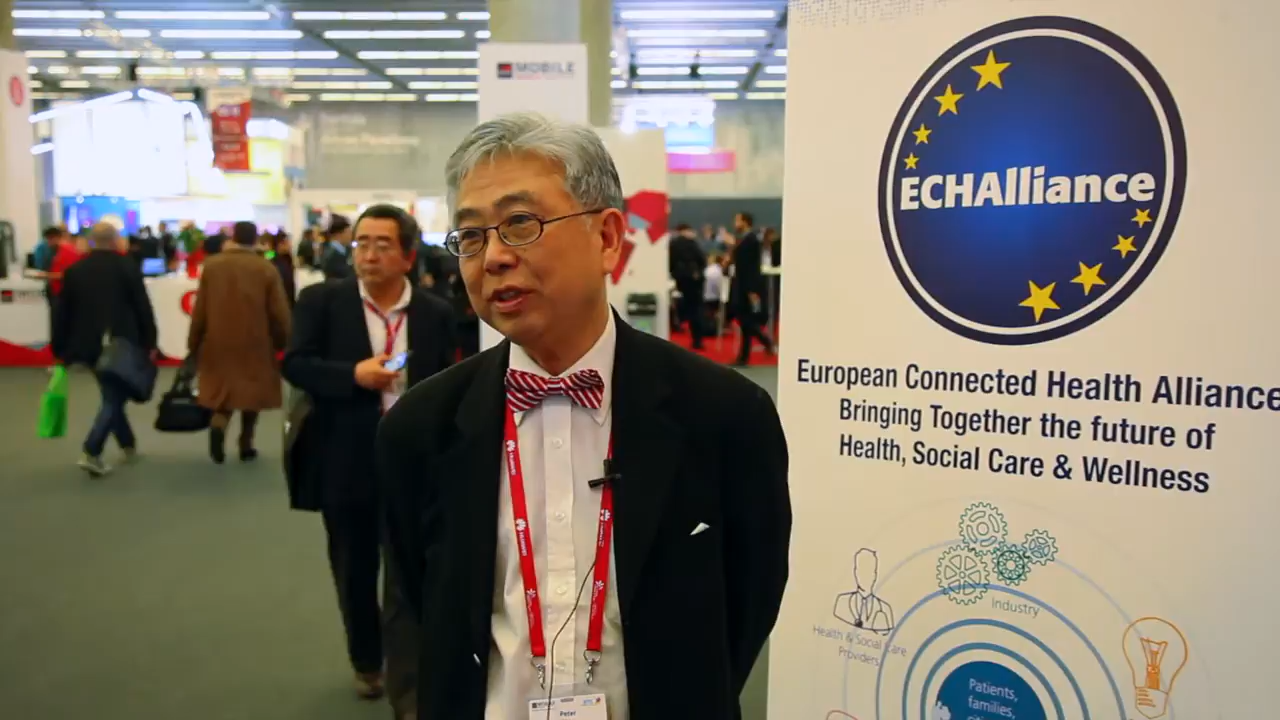 MOBILE
ECHAlliance
European Connected Health Alliance
Bringing Together the future of
Health, Social Care & Wellness
Industry
Health & Social Care
Providers
Patients,
families,
HUAWEI
Peter